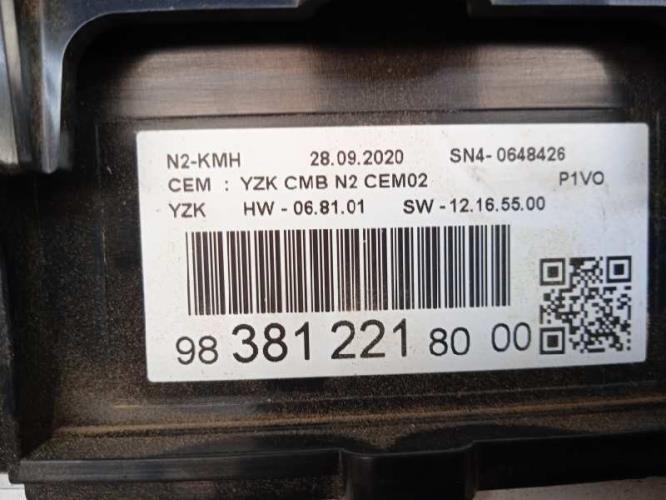 N2-KMH 28.09.2020 SN4- 0648426
CEM : YZK CMB N2 CEM02 P1VO
YZK HW - 06.81.01 SW - 12.16.55.00
98 381 221 80 00